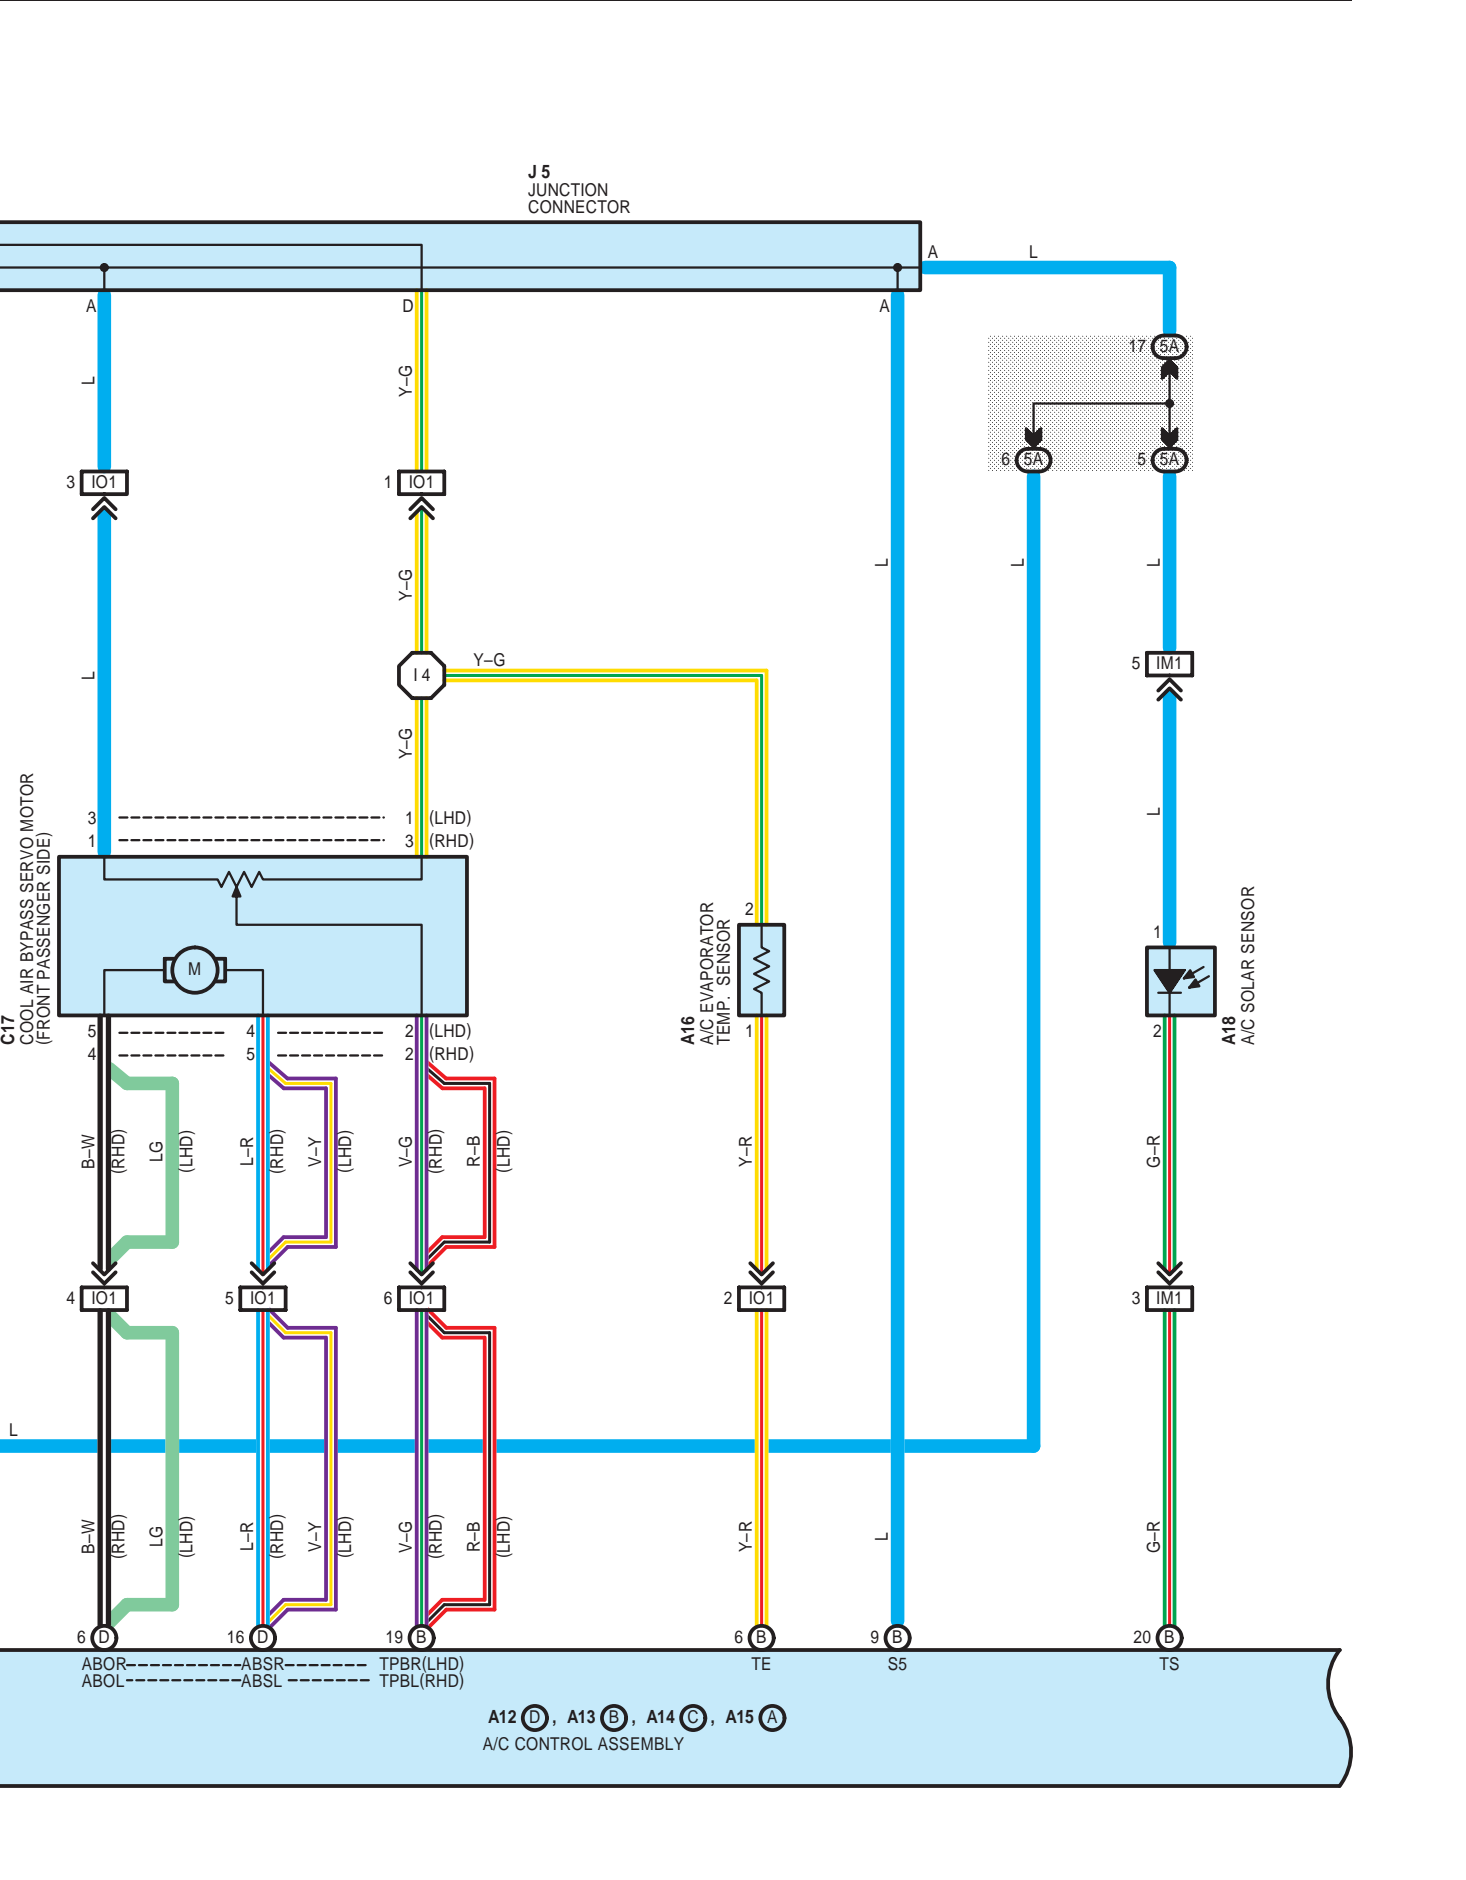 J 5
JUNCTION
CONNECTOR
A L
A D A
17 5A
L Y–G
6 5A 5 5A
3 IO1 1 IO1
L L L
Y–G
Y–G
I 4
5 IM1
L
Y–G
L
3 1 (LHD)
1 3 (RHD)
C17
COOL AIR BYPASS SERVO MOTOR
(FRONT PASSENGER SIDE)
M
2
A16
A/C EVAPORATOR
TEMP. SENSOR
1
1
A18
A/C SOLAR SENSOR
2
5 4 2 (LHD)
4 5 2 (RHD)
B–W
(RHD)
LG
(LHD)
L–R
(RHD)
V–Y
(LHD)
V–G
(RHD)
R–B
(LHD)
Y–R
G–R
4 IO1 5 IO1 6 IO1 2 IO1 3 IM1
L
B–W
(RHD)
LG
(LHD)
L–R
(RHD)
V–Y
(LHD)
V–G
(RHD)
R–B
(LHD)
Y–R
L
G–R
6 D 16 D 19 B 6 B 9 B 20 B
ABOR ABSR TPBR(LHD) TE S5 TS
ABOL ABSL TPBL(RHD)
A12 D , A13 B , A14 C , A15 A
A/C CONTROL ASSEMBLY